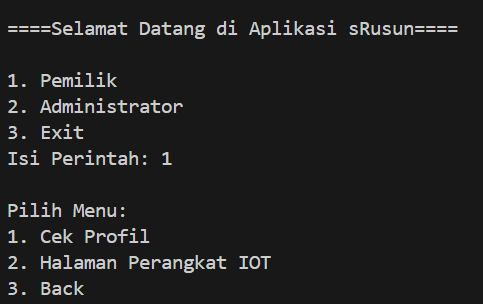 ====Selamat Datang di Aplikasi sRusun====
1. Pemilik
2. Administrator
3. Exit
Isi Perintah: 1
Pilih Menu:
1. Cek Profil
2. Halaman Perangkat IOT
3. Back